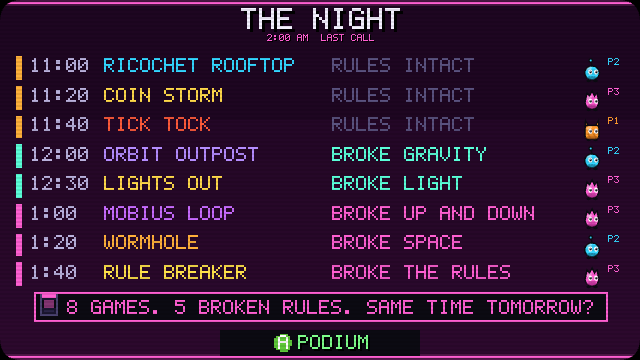 THE NIGHT
2:00 AM LAST CALL
11:00 RICOCHET ROOFTOP RULES INTACT P2
11:20 COIN STORM RULES INTACT P3
11:40 TICK TOCK RULES INTACT P1
12:00 ORBIT OUTPOST BROKE GRAVITY P2
12:30 LIGHTS OUT BROKE LIGHT P3
1:00 MOBIUS LOOP BROKE UP AND DOWN P3
1:20 WORMHOLE BROKE SPACE P2
1:40 RULE BREAKER BROKE THE RULES P3
8 GAMES. 5 BROKEN RULES. SAME TIME TOMORROW?
A PODIUM